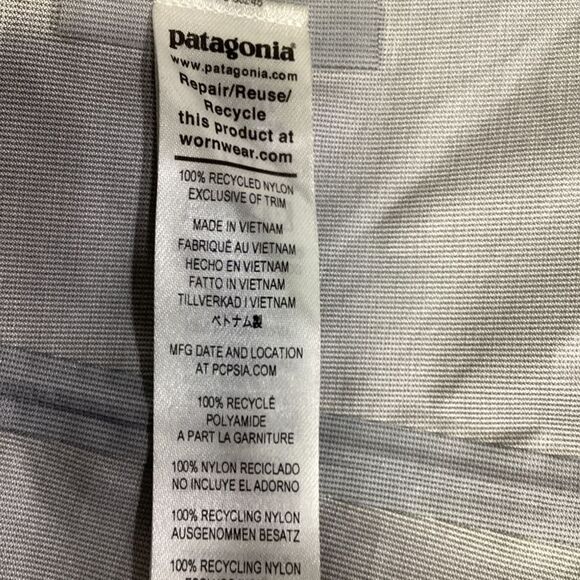 patagonia®
www.patagonia.com
Repair/Reuse/
Recycle
this product at
wornwear.com
100% RECYCLED NYLON
EXCLUSIVE OF TRIM
MADE IN VIETNAM
FABRIQUÉ AU VIETNAM
HECHO EN VIETNAM
FATTO IN VIETNAM
TILLVERKAD I VIETNAM
ベトナム製
MFG DATE AND LOCATION
AT PCPSIA.COM
100% RECYCLÉ
POLYAMIDE
A PART LA GARNITURE
100% NYLON RECICLADO
NO INCLUYE EL ADORNO
100% RECYCLING NYLON
AUSGENOMMEN BESATZ
100% RECYCLING NYLON